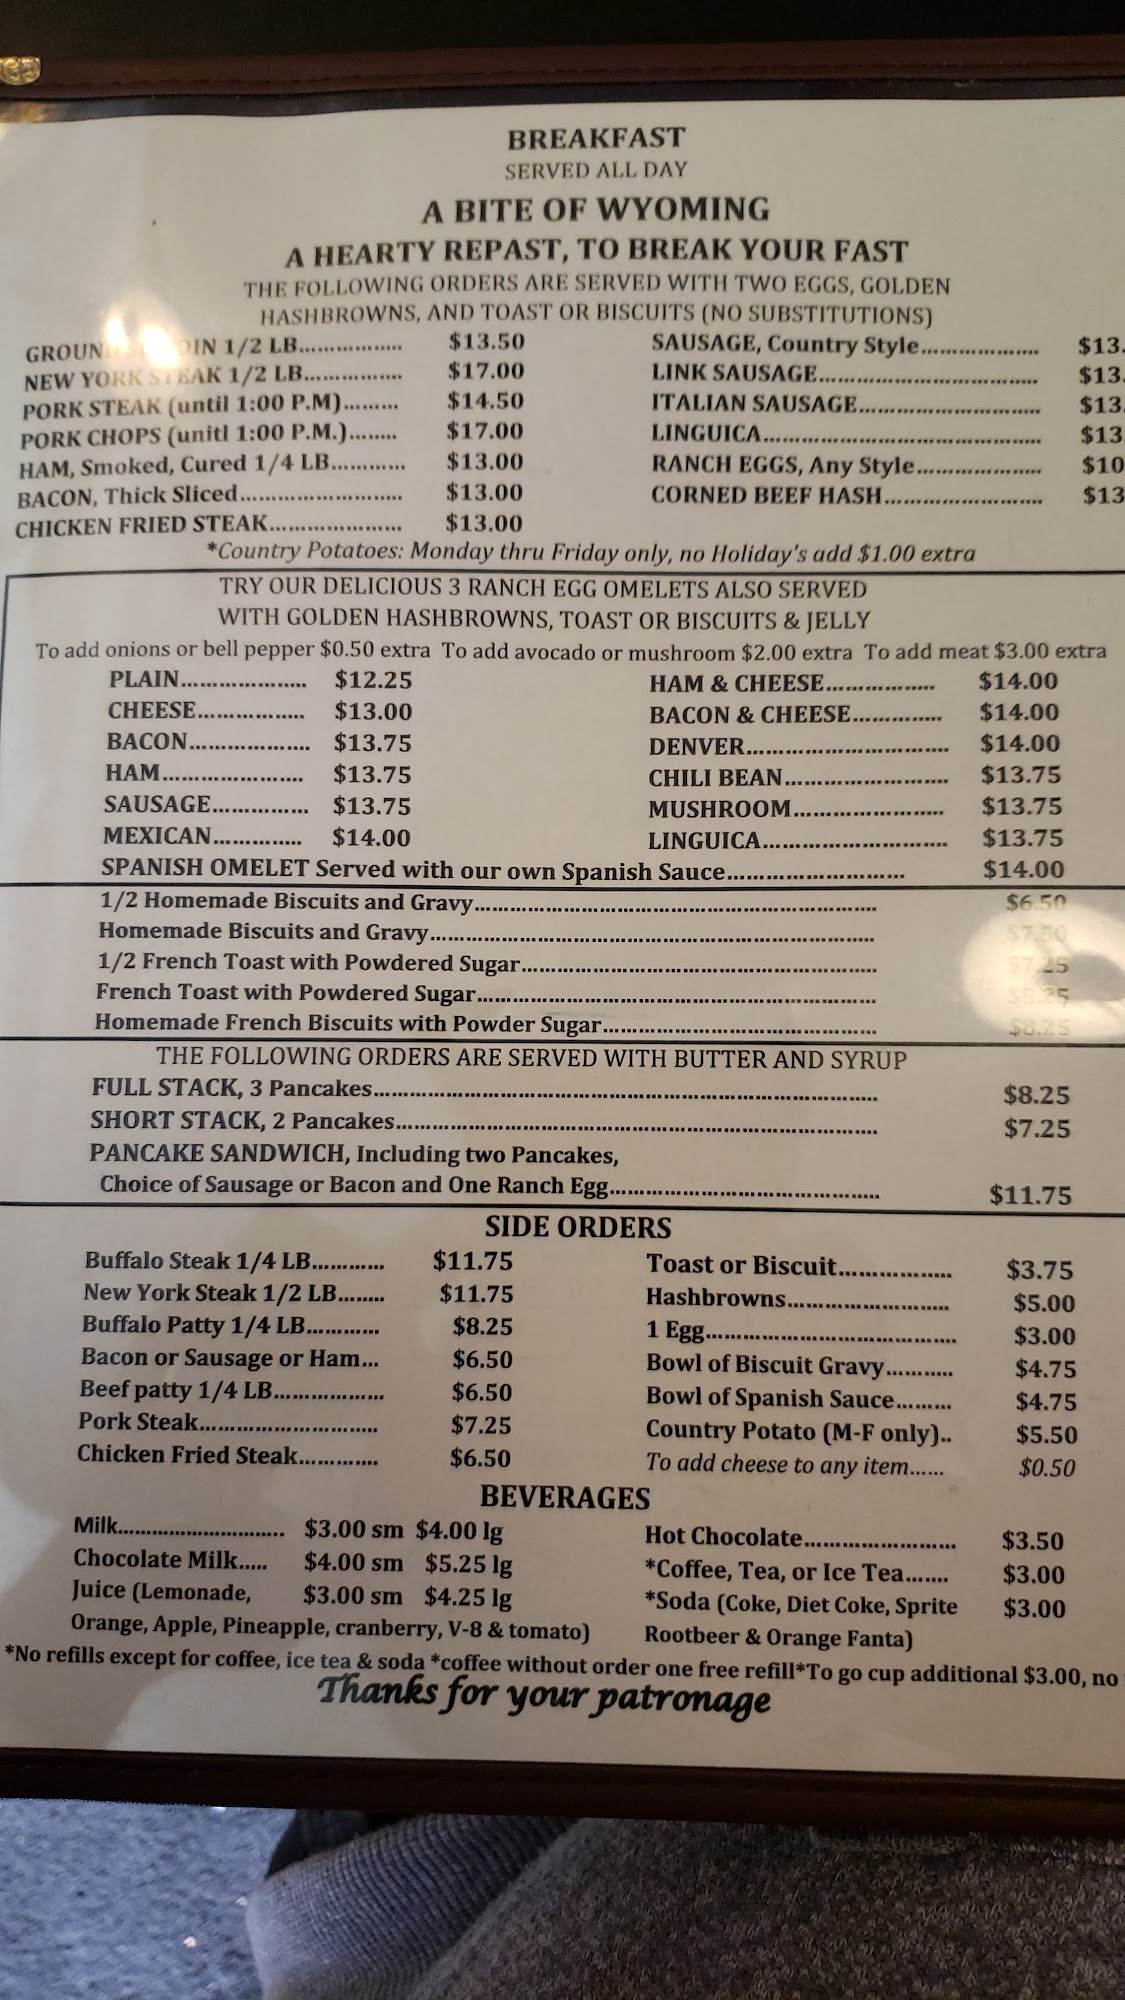 BREAKFAST
SERVED ALL DAY
A BITE OF WYOMING
A HEARTY REPAST, TO BREAK YOUR FAST
THE FOLLOWING ORDERS ARE SERVED WITH TWO EGGS, GOLDEN
HASHBROWNS, AND TOAST OR BISCUITS (NO SUBSTITUTIONS)
1/2 LB................. $13.50 SAUSAGE, Country Style.................... $13.
NEW YORK STEAK 1/2 LB................ $17.00 LINK SAUSAGE..................................... $13.
PORK STEAK (until 1:00 P.M)......... $14.50 ITALIAN SAUSAGE............................... $13.
PORK CHOPS (unitl 1:00 P.M.)........ $17.00 LINGUICA............................................... $13
HAM, Smoked, Cured 1/4 LB............. $13.00 RANCH EGGS, Any Style..................... $10
BACON, Thick Sliced........................... $13.00 CORNED BEEF HASH.......................... $13
CHICKEN FRIED STEAK...................... $13.00
*Country Potatoes: Monday thru Friday only, no Holiday's add $1.00 extra
TRY OUR DELICIOUS 3 RANCH EGG OMELETS ALSO SERVED
WITH GOLDEN HASHBROWNS, TOAST OR BISCUITS & JELLY
To add onions or bell pepper $0.50 extra To add avocado or mushroom $2.00 extra To add meat $3.00 extra
PLAIN..................... $12.25 HAM & CHEESE.................. $14.00
CHEESE.................. $13.00 BACON & CHEESE............... $14.00
BACON.................... $13.75 DENVER.................................. $14.00
HAM........................ $13.75 CHILI BEAN........................... $13.75
SAUSAGE................ $13.75 MUSHROOM......................... $13.75
MEXICAN............... $14.00 LINGUICA............................... $13.75
SPANISH OMELET Served with our own Spanish Sauce.............................. $14.00
1/2 Homemade Biscuits and Gravy.................................................................... $6.50
Homemade Biscuits and Gravy........................................................................... $7.50
1/2 French Toast with Powdered Sugar............................................................ $7.25
French Toast with Powdered Sugar...................................................................
Homemade French Biscuits with Powder Sugar.............................................. $8.25
THE FOLLOWING ORDERS ARE SERVED WITH BUTTER AND SYRUP
FULL STACK, 3 Pancakes.................................................................................... $8.25
SHORT STACK, 2 Pancakes................................................................................ $7.25
PANCAKE SANDWICH, Including two Pancakes,
Choice of Sausage or Bacon and One Ranch Egg............................................. $11.75
SIDE ORDERS
Buffalo Steak 1/4 LB............ $11.75 Toast or Biscuit................... $3.75
New York Steak 1/2 LB........ $11.75 Hashbrowns........................... $5.00
Buffalo Patty 1/4 LB............ $8.25 1 Egg.......................................... $3.00
Bacon or Sausage or Ham... $6.50 Bowl of Biscuit Gravy........... $4.75
Beef patty 1/4 LB.................. $6.50 Bowl of Spanish Sauce......... $4.75
Pork Steak.............................. $7.25 Country Potato (M-F only).. $5.50
Chicken Fried Steak............. $6.50 To add cheese to any item...... $0.50
BEVERAGES
Milk............................ $3.00 sm $4.00 lg Hot Chocolate.......................... $3.50
Chocolate Milk..... $4.00 sm $5.25 lg *Coffee, Tea, or Ice Tea....... $3.00
Juice (Lemonade, $3.00 sm $4.25 lg *Soda (Coke, Diet Coke, Sprite $3.00
Orange, Apple, Pineapple, cranberry, V-8 & tomato) Rootbeer & Orange Fanta)
*No refills except for coffee, ice tea & soda *coffee without order one free refill*To go cup additional $3.00, no
Thanks for your patronage